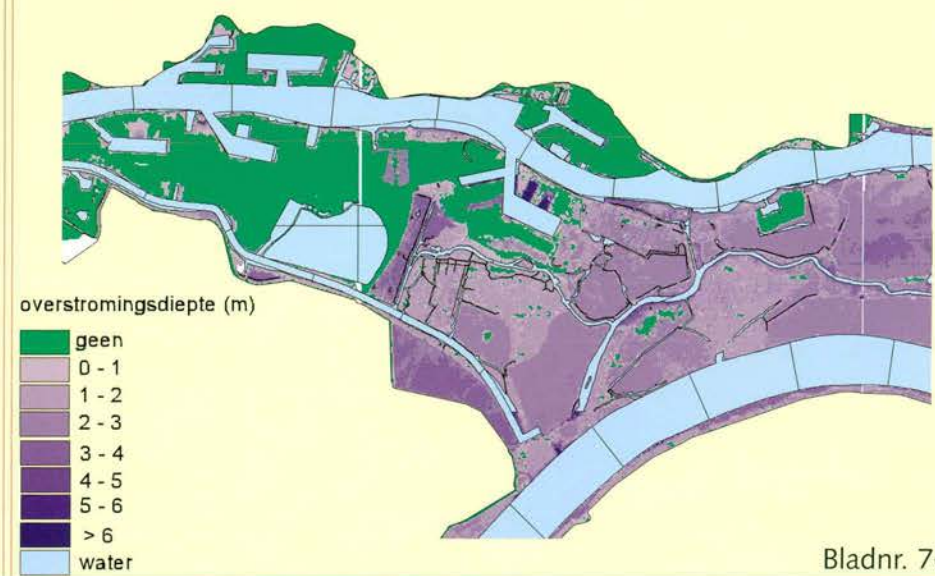 overstromingsdiepte (m)
geen
0 - 1
1 - 2
2 - 3
3 - 4
4 - 5
5 - 6
> 6
water
Bladnr. 7